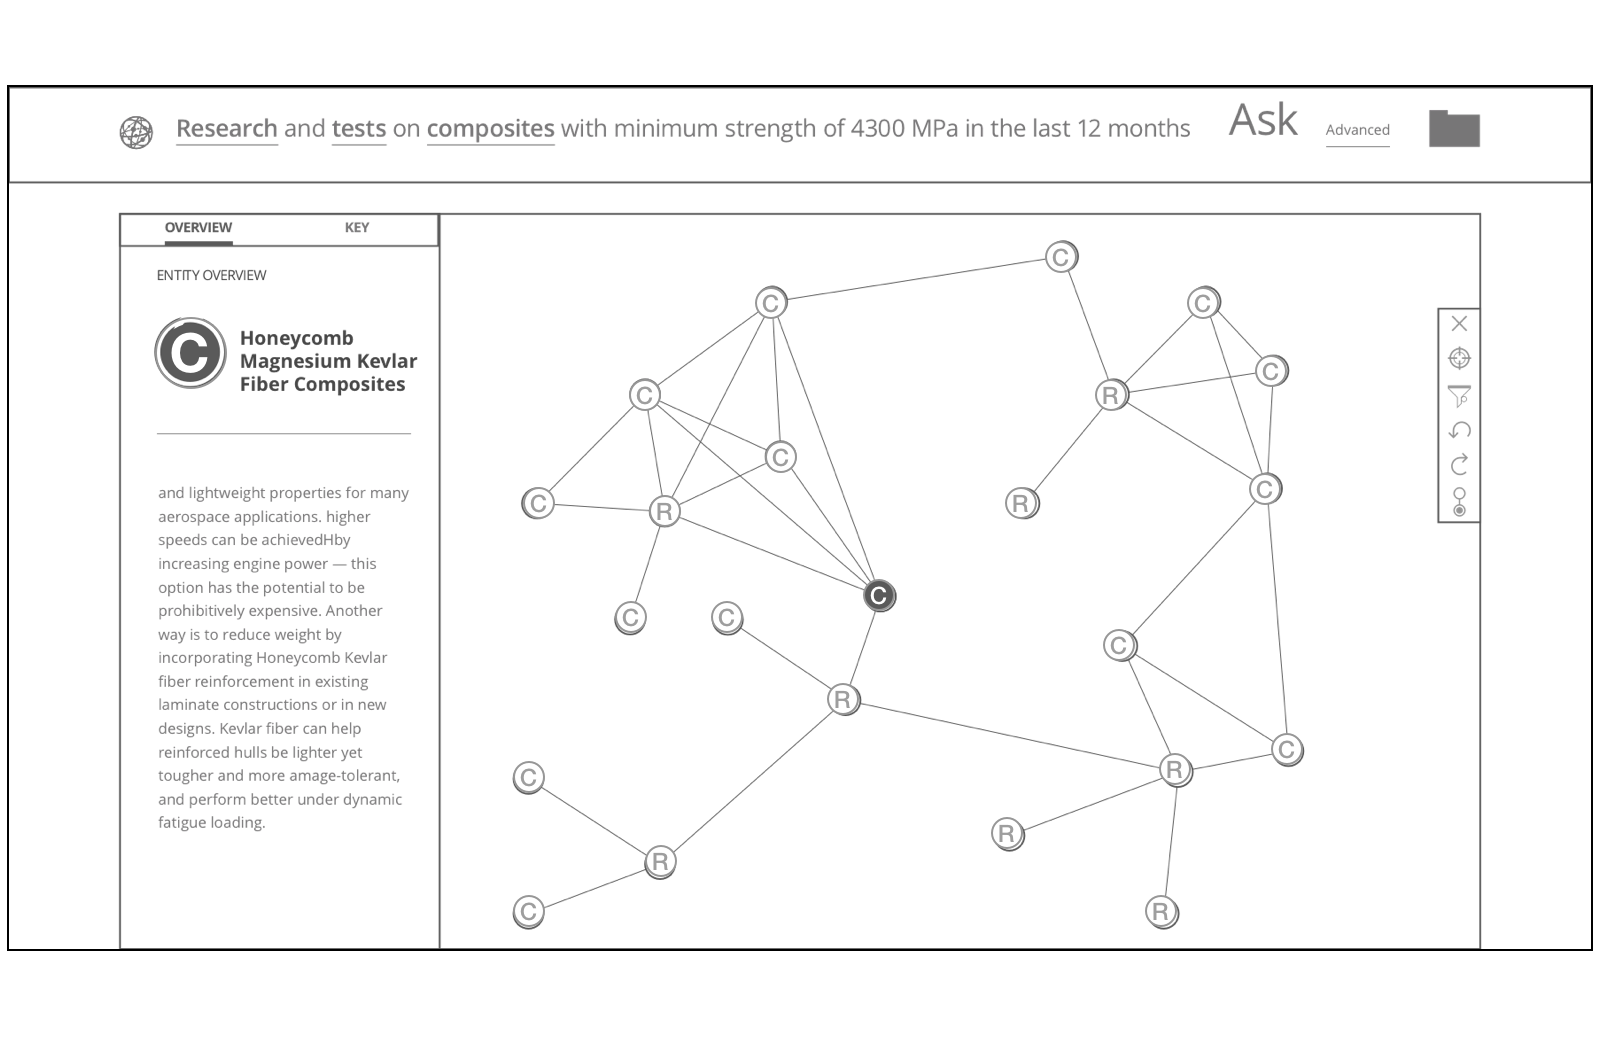 Research and tests on composites with minimum strength of 4300 MPa in the last 12 months
Ask
Advanced
OVERVIEW
KEY
ENTITY OVERVIEW
C
Honeycomb
Magnesium Kevlar
Fiber Composites
and lightweight properties for many
aerospace applications. higher
speeds can be achievedHby
increasing engine power — this
option has the potential to be
prohibitively expensive. Another
way is to reduce weight by
incorporating Honeycomb Kevlar
fiber reinforcement in existing
laminate constructions or in new
designs. Kevlar fiber can help
reinforced hulls be lighter yet
tougher and more amage-tolerant,
and perform better under dynamic
fatigue loading.
C
C
C
C
C
R
C
C
R
C
C
R
R
C
C
C
C
R
C
R
C
R
R
C
C
R